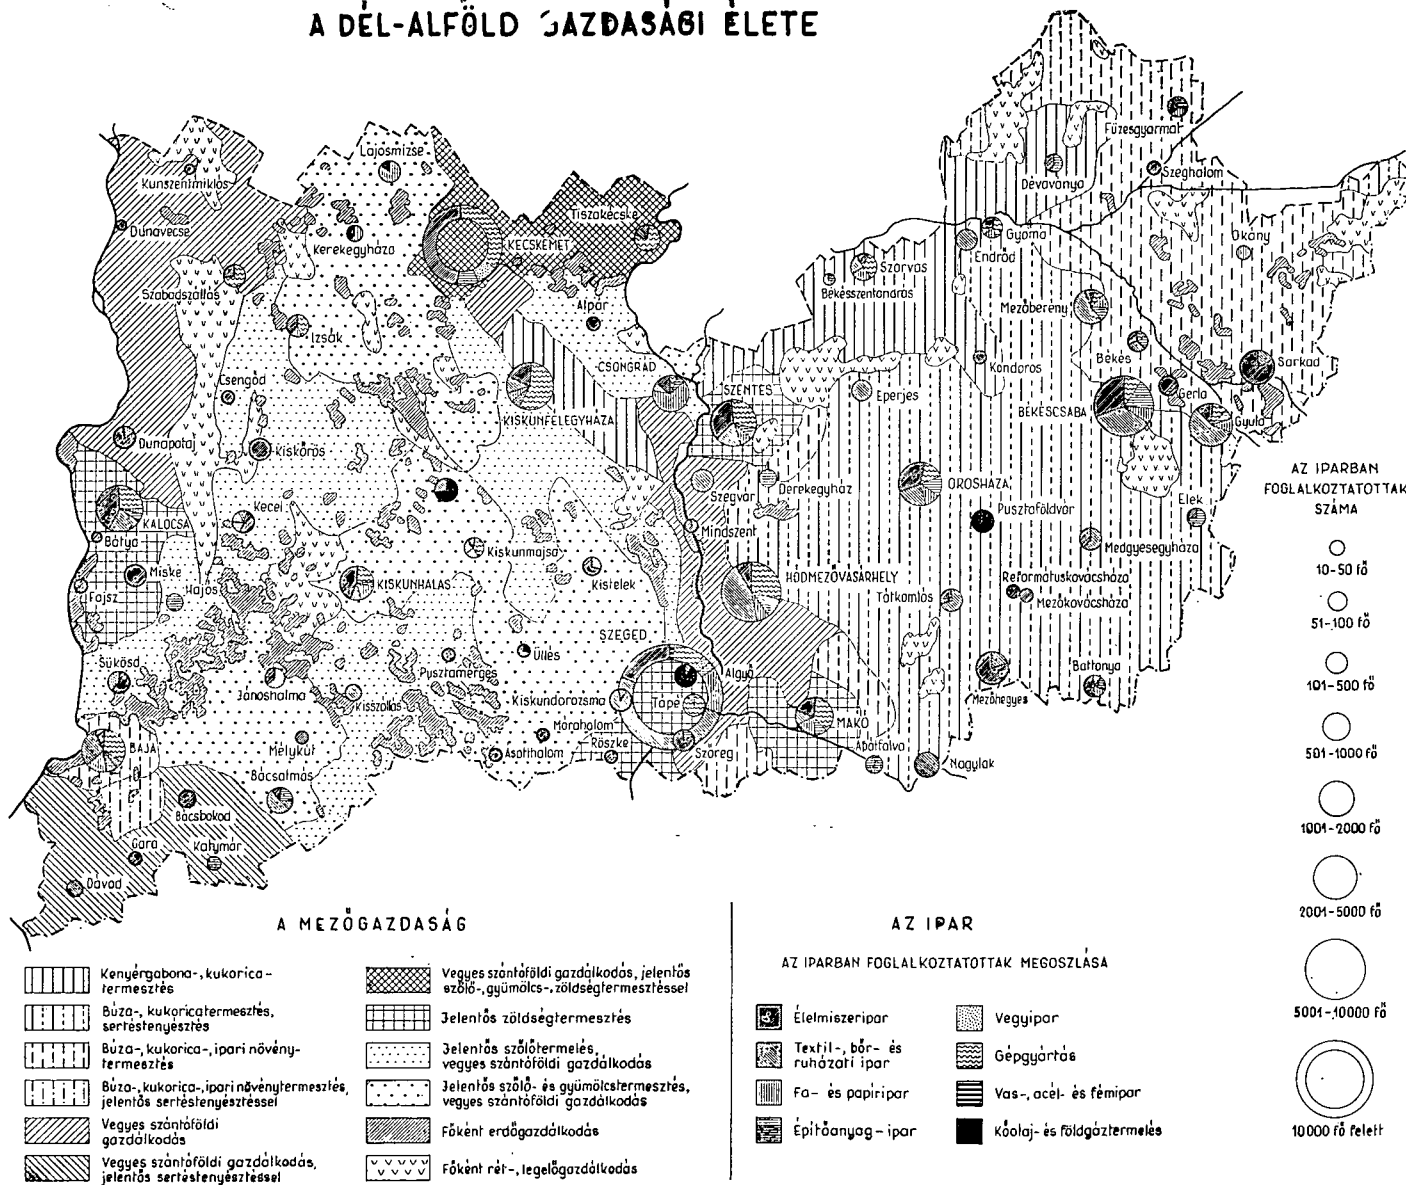 A DÉL-ALFÖLD GAZDASÁGI ÉLETE
Kunszentmiklós
Lajosmizse
Füzesgyarmat
Szeghalom
Dévaványa
Dunavecse
Kerekegyháza
KECSKEMÉT
Tiszakécske
Gyoma
Endrőd
Okány
Szabadszállás
Szarvas
Békésszentandrás
Izsák
Alpár
Mezőberény
Békés
Kondoros
Sarkad
Csengőd
CSONGRÁD
SZENTES
Eperjes
Gerla
KISKUNFÉLEGYHÁZA
BÉKÉSCSABA
Gyula
Dunapataj
Kiskőrös
Szegvár
Derekegyház
OROSHÁZA
Pusztaföldvár
Elek
Kecel
KALOCSA
Bátya
Mindszent
Medgyesegyháza
Miske
Kiskunmajsa
Kistelek
KISKUNHALAS
HÓDMEZŐVÁSÁRHELY
Reformátuskovácsháza
Mezőkovácsháza
Tótkomlós
Fajsz
Hajós
SZEGED
Üllés
Sükösd
Pusztamérges
Algyő
Jánoshalma
Kisszállás
Kiskundorozsma
Tápé
Battonya
Mezőhegyes
MAKÓ
Mórahalom
Mélykút
BAJA
Ásotthalom
Röszke
Szőreg
Apátfalva
Nagylak
Bácsalmás
Bácsbokod
Gara
Katymár
Dávod
AZ IPARBAN
FOGLALKOZTATOTTAK
SZÁMA
10-50 fő
51-100 fő
101-500 fő
501-1000 fő
1001-2000 fő
2001-5000 fő
5001-10000 fő
10000 fő felett
A MEZŐGAZDASÁG
Kenyérgabona-, kukorica-
termesztés
Búza-, kukoricatermesztés,
sertéstenyésztés
Búza-, kukorica-, ipari növény-
termesztés
Búza-, kukorica-, ipari növénytermesztés,
jelentős sertéstenyésztéssel
Vegyes szántóföldi
gazdálkodás
Vegyes szántóföldi gazdálkodás,
jelentős sertéstenyésztéssel
Vegyes szántóföldi gazdálkodás, jelentős
szőlő-, gyümölcs-, zöldségtermesztéssel
Jelentős zöldségtermesztés
Jelentős szőlőtermelés,
vegyes szántóföldi gazdálkodás
Jelentős szőlő- és gyümölcstermesztés,
vegyes szántóföldi gazdálkodás
Főként erdőgazdálkodás
Főként rét-, legelőgazdálkodás
AZ IPAR
AZ IPARBAN FOGLALKOZTATOTTAK MEGOSZLÁSA
Élelmiszeripar
Textil-, bőr- és
ruházati ipar
Fa- és papíripar
Építőanyag-ipar
Vegyipar
Gépgyártás
Vas-, acél- és fémipar
Kőolaj- és földgáztermelés